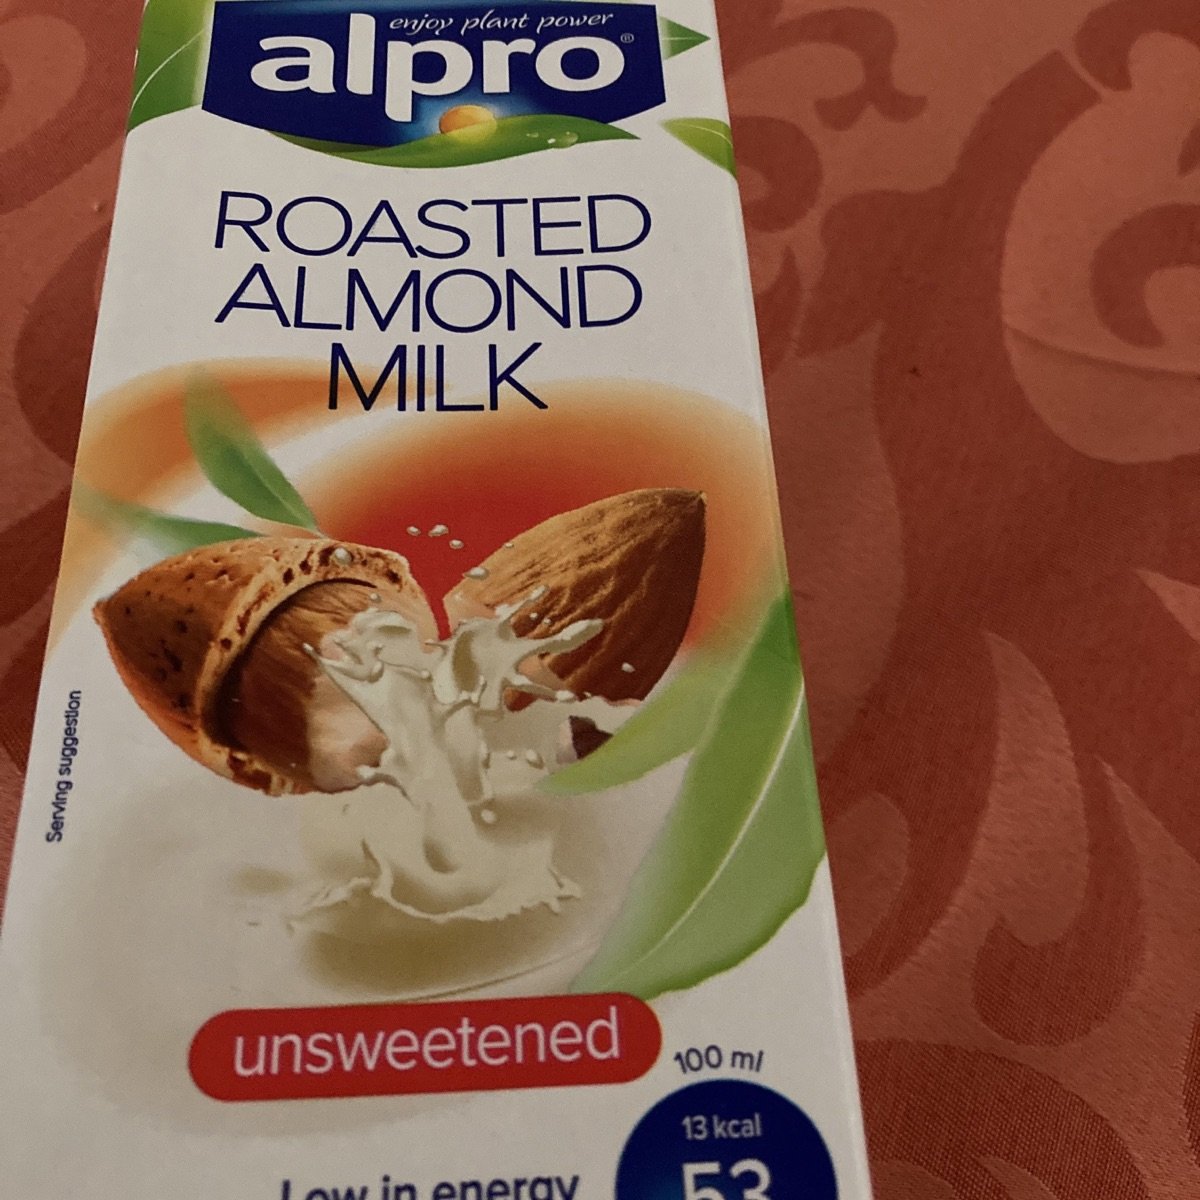 enjoy plant power
alpro®
ROASTED
ALMOND
MILK
Serving suggestion
unsweetened
100 ml
13 kcal
53
Low in energy